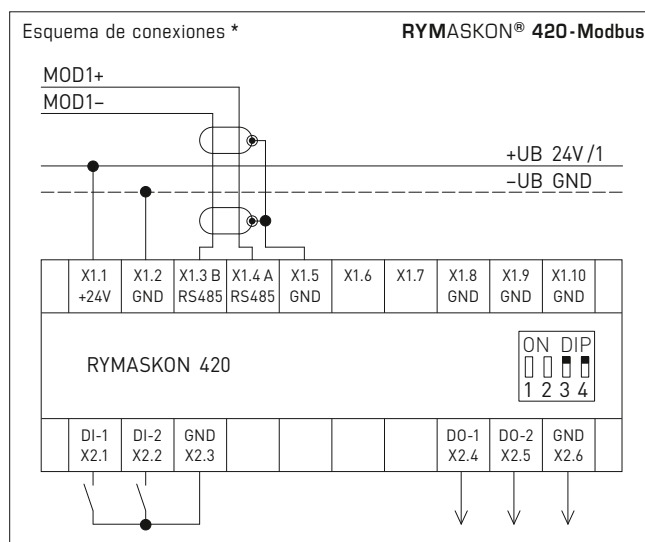 Esquema de conexiones * RYMASKON® 420-Modbus
MOD1+
MOD1–
+UB 24V/1
–UB GND
X1.1 X1.2 X1.3 B X1.4 A X1.5 X1.6 X1.7 X1.8 X1.9 X1.10
+24V GND RS485 RS485 GND GND GND GND
ON DIP
RYMASKON 420
1 2 3 4
DI-1 DI-2 GND DO-1 DO-2 GND
X2.1 X2.2 X2.3 X2.4 X2.5 X2.6